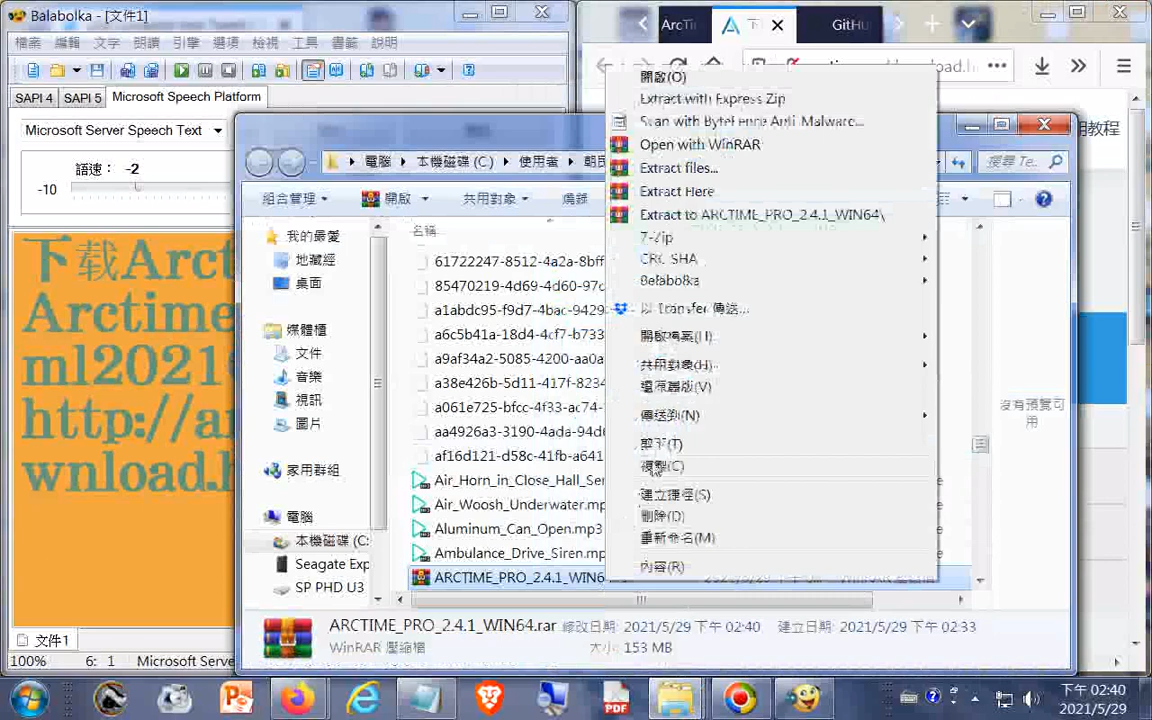 Balabolka - [文件1]
檔案 編輯 文字 朗讀 引擎 選項 檢視 工具 書籤 說明
SAPI 4 SAPI 5 Microsoft Speech Platform
Microsoft Server Speech Text
語速： -2
-10
下载Arct
Arctime
ml2021
http://ar
wnload.h
文件1
100% 6: 1 Microsoft Serve
ArcTi
下
GitHu
教程
電腦 本機磁碟 (C:) 使用者
搜尋 Te...
組合管理 開啟 共用對象 燒錄
我的最愛
地藏經
桌面
媒體櫃
文件
音樂
視訊
圖片
家用群組
電腦
本機磁碟 (C:
Seagate Exp
SP PHD U3
名稱
61722247-8512-4a2a-8bff
85470219-4d69-4d60-97c
a1abdc95-f9d7-4bac-9429
a6c5b41a-18d4-4cf7-b733
a9af34a2-5085-4200-aa0a
a38e426b-5d11-417f-8234
a061e725-bfcc-4f33-ac74-
aa4926a3-3190-4ada-94d
af16d121-d58c-41fb-a641
Air_Horn_in_Close_Hall_Ser
Air_Woosh_Underwater.mp
Aluminum_Can_Open.mp3
Ambulance_Drive_Siren.mp
ARCTIME_PRO_2.4.1_WIN6
開啟(O)
Extract with Express Zip
Scan with ByteFence Anti-Malware...
Open with WinRAR
Extract files...
Extract Here
Extract to ARCTIME_PRO_2.4.1_WIN64\
7-Zip
CRC SHA
Balabolka
以 Transfer 傳送...
開啟檔案(H)
共用對象(H)
還原舊版(V)
傳送到(N)
剪下(T)
複製(C)
建立捷徑(S)
刪除(D)
重新命名(M)
內容(R)
沒有預覽可
用
ARCTIME_PRO_2.4.1_WIN64.rar 修改日期: 2021/5/29 下午 02:40 建立日期: 2021/5/29 下午 02:33
WinRAR 壓縮檔 大小: 153 MB
下午 02:40
2021/5/29